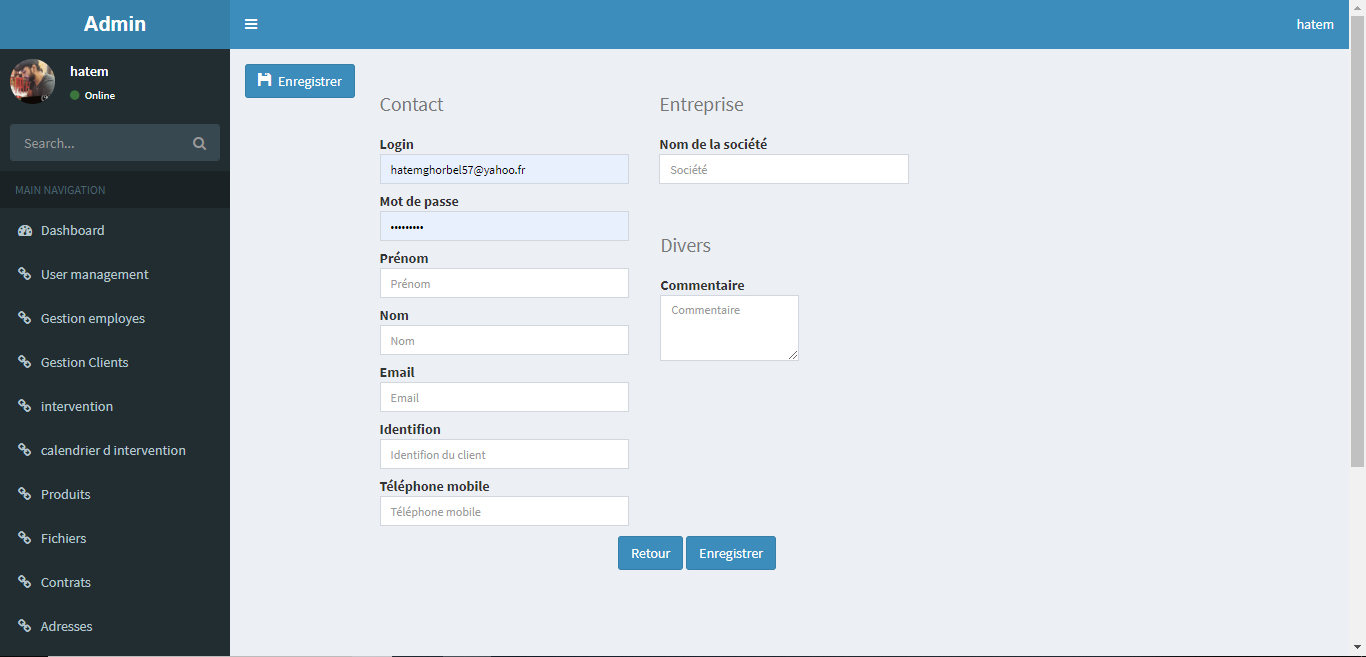 Admin
hatem
hatem
Online
Search...
MAIN NAVIGATION
Dashboard
User management
Gestion employes
Gestion Clients
intervention
calendrier d intervention
Produits
Fichiers
Contrats
Adresses
Enregistrer
Contact
Login
hatemghorbel57@yahoo.fr
Mot de passe
•••••••••
Prénom
Prénom
Nom
Nom
Email
Email
Identifion
Identifion du client
Téléphone mobile
Téléphone mobile
Entreprise
Nom de la société
Société
Divers
Commentaire
Commentaire
Retour
Enregistrer